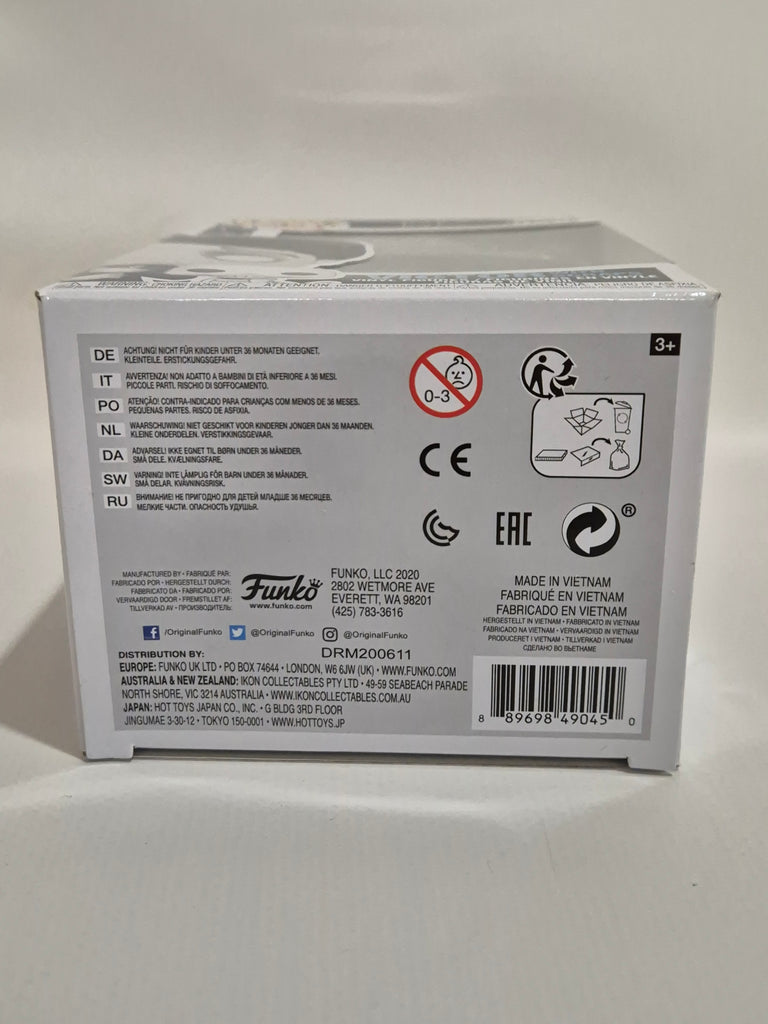 WARNING: CHOKING HAZARD ATTENTION: DANGER D'ÉTOUFFEMENT ADVERTENCIA: PELIGRO DE ASFIXIA
3+
DE ACHTUNG! NICHT FÜR KINDER UNTER 36 MONATEN GEEIGNET.
KLEINTEILE. ERSTICKUNGSGEFAHR.
IT AVVERTENZA! NON ADATTO A BAMBINI DI ETÀ INFERIORE A 36 MESI.
PICCOLE PARTI, RISCHIO DI SOFFOCAMENTO.
PO ATENÇÃO! CONTRA-INDICADO PARA CRIANÇAS COM MENOS DE 36 MESES.
PEQUENAS PARTES. RISCO DE ASFIXIA.
NL WAARSCHUWING! NIET GESCHIKT VOOR KINDEREN JONGER DAN 36 MAANDEN.
KLEINE ONDERDELEN. VERSTIKKINGSGEVAAR.
DA ADVARSEL! IKKE EGNET TIL BØRN UNDER 36 MÅNEDER.
SMÅ DELE. KVÆLNINGSFARE.
SW VARNING! INTE LÄMPLIG FÖR BARN UNDER 36 MÅNADER.
SMÅ DELAR. KVÄVNINGSRISK.
RU ВНИМАНИЕ! НЕ ПРИГОДНО ДЛЯ ДЕТЕЙ МЛАДШЕ 36 МЕСЯЦЕВ.
МЕЛКИЕ ЧАСТИ. ОПАСНОСТЬ УДУШЬЯ.
0-3
CE
EAC
®
MANUFACTURED BY • FABRIQUÉ PAR:
FABRICADO POR • HERGESTELLT DURCH:
FABBRICATO DA • FABRICADO POR:
VERVAARDIGD DOOR • FREMSTILLET AF:
TILLVERKAD AV • ПРОИЗВОДИТЕЛЬ:
Funko
www.funko.com
FUNKO, LLC 2020
2802 WETMORE AVE
EVERETT, WA 98201
(425) 783-3616
/OriginalFunko @OriginalFunko @OriginalFunko
DRM200611
DISTRIBUTION BY:
EUROPE: FUNKO UK LTD • PO BOX 74644 • LONDON, W6 6JW (UK) • WWW.FUNKO.COM
AUSTRALIA & NEW ZEALAND: IKON COLLECTABLES PTY LTD • 49-59 SEABEACH PARADE
NORTH SHORE, VIC 3214 AUSTRALIA • WWW.IKONCOLLECTABLES.COM.AU
JAPAN: HOT TOYS JAPAN CO., INC. • G BLDG 3RD FLOOR
JINGUMAE 3-30-12 • TOKYO 150-0001 • WWW.HOTTOYS.JP
MADE IN VIETNAM
FABRIQUÉ EN VIETNAM
FABRICADO EN VIETNAM
HERGESTELLT IN VIETNAM • FABBRICATO IN VIETNAM
FABRICADO NA VIETNAM • VERVAARDIGD IN VIETNAM
PRODUCERET I VIETNAM • TILLVERKAD I VIETNAM
СДЕЛАНО ВО ВЬЕТНАМЕ
8 89698 49045 0